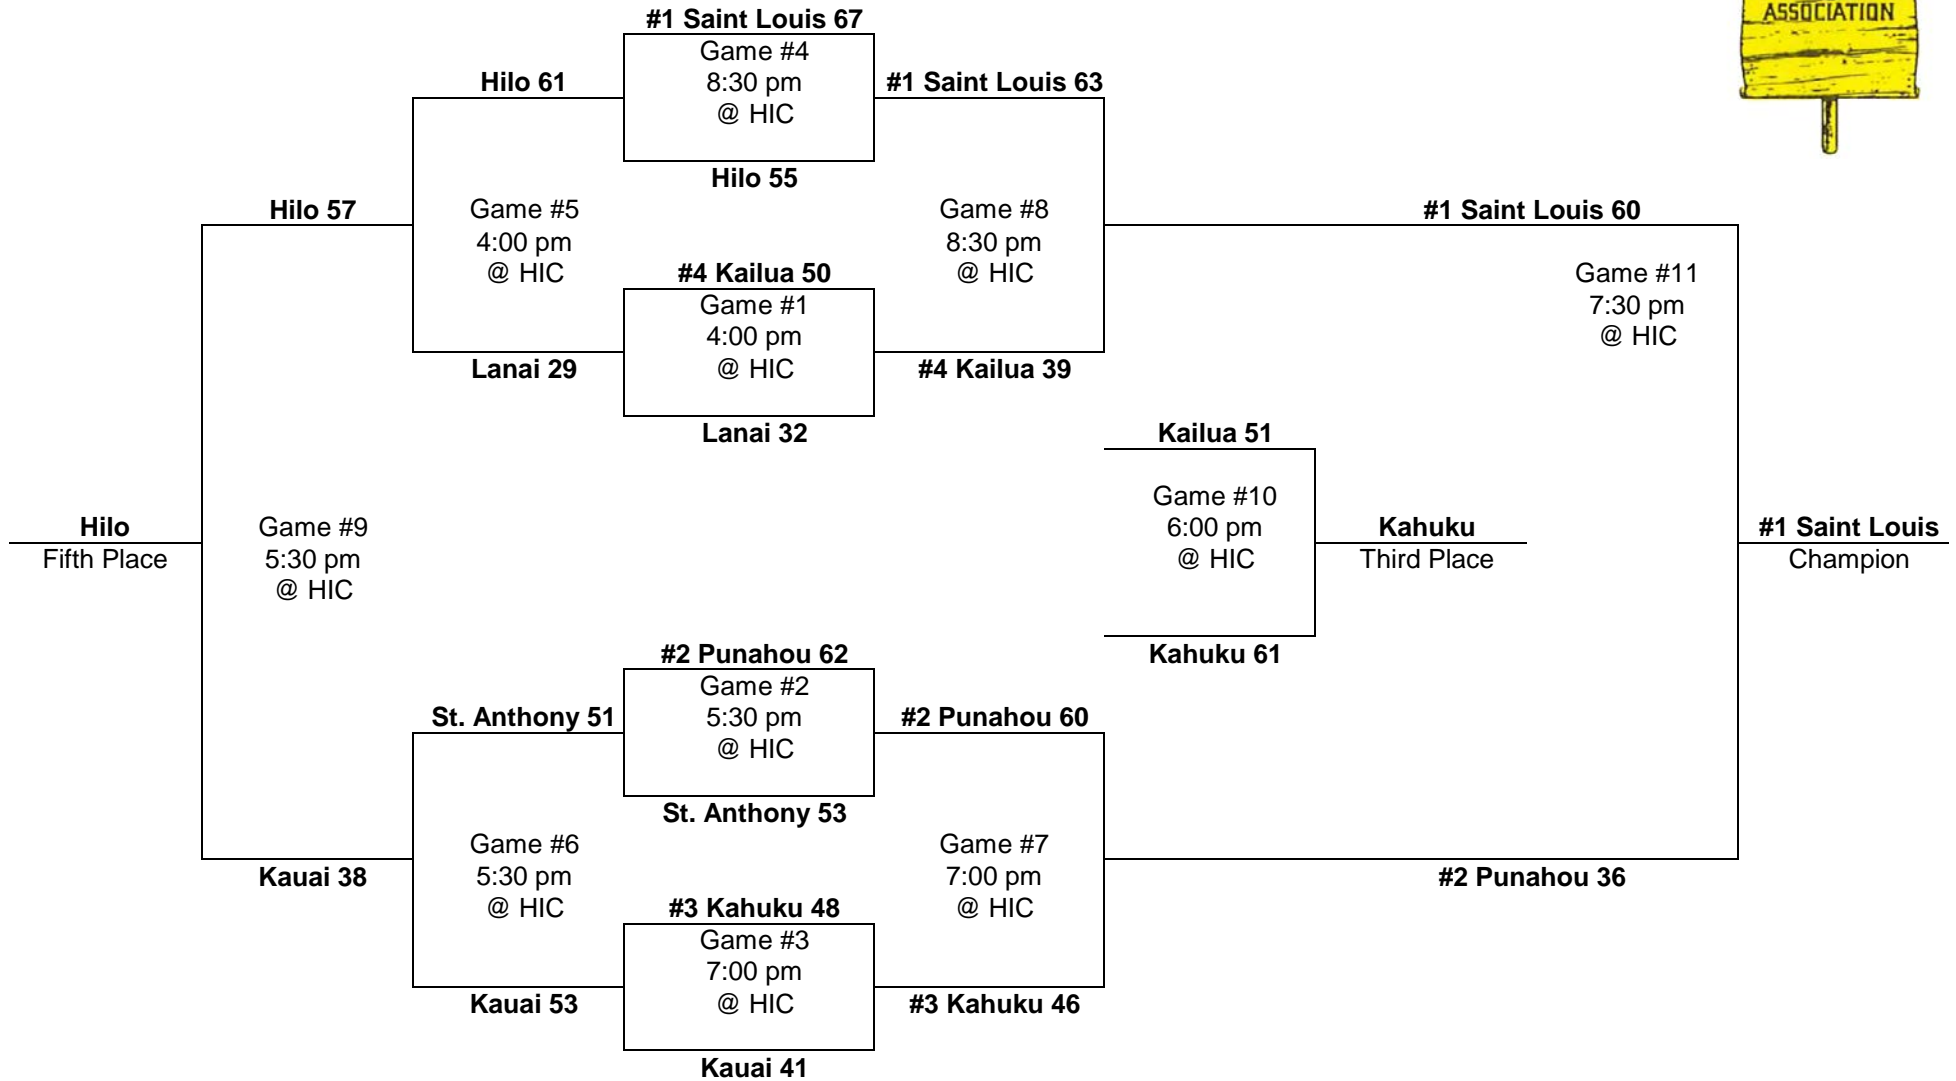 ASSOCIATION
#1 Saint Louis 67
Game #4
8:30 pm
@ HIC
Hilo 55
Hilo 61
#1 Saint Louis 63
Hilo 57
Game #5
4:00 pm
@ HIC
Game #8
8:30 pm
@ HIC
#1 Saint Louis 60
#4 Kailua 50
Game #1
4:00 pm
@ HIC
Lanai 32
Lanai 29
#4 Kailua 39
Game #11
7:30 pm
@ HIC
Kailua 51
Game #10
6:00 pm
@ HIC
Kahuku 61
Hilo
Fifth Place
Game #9
5:30 pm
@ HIC
Kahuku
Third Place
#1 Saint Louis
Champion
#2 Punahou 62
Game #2
5:30 pm
@ HIC
St. Anthony 53
St. Anthony 51
#2 Punahou 60
Game #6
5:30 pm
@ HIC
Game #7
7:00 pm
@ HIC
Kauai 38
#2 Punahou 36
#3 Kahuku 48
Game #3
7:00 pm
@ HIC
Kauai 41
Kauai 53
#3 Kahuku 46